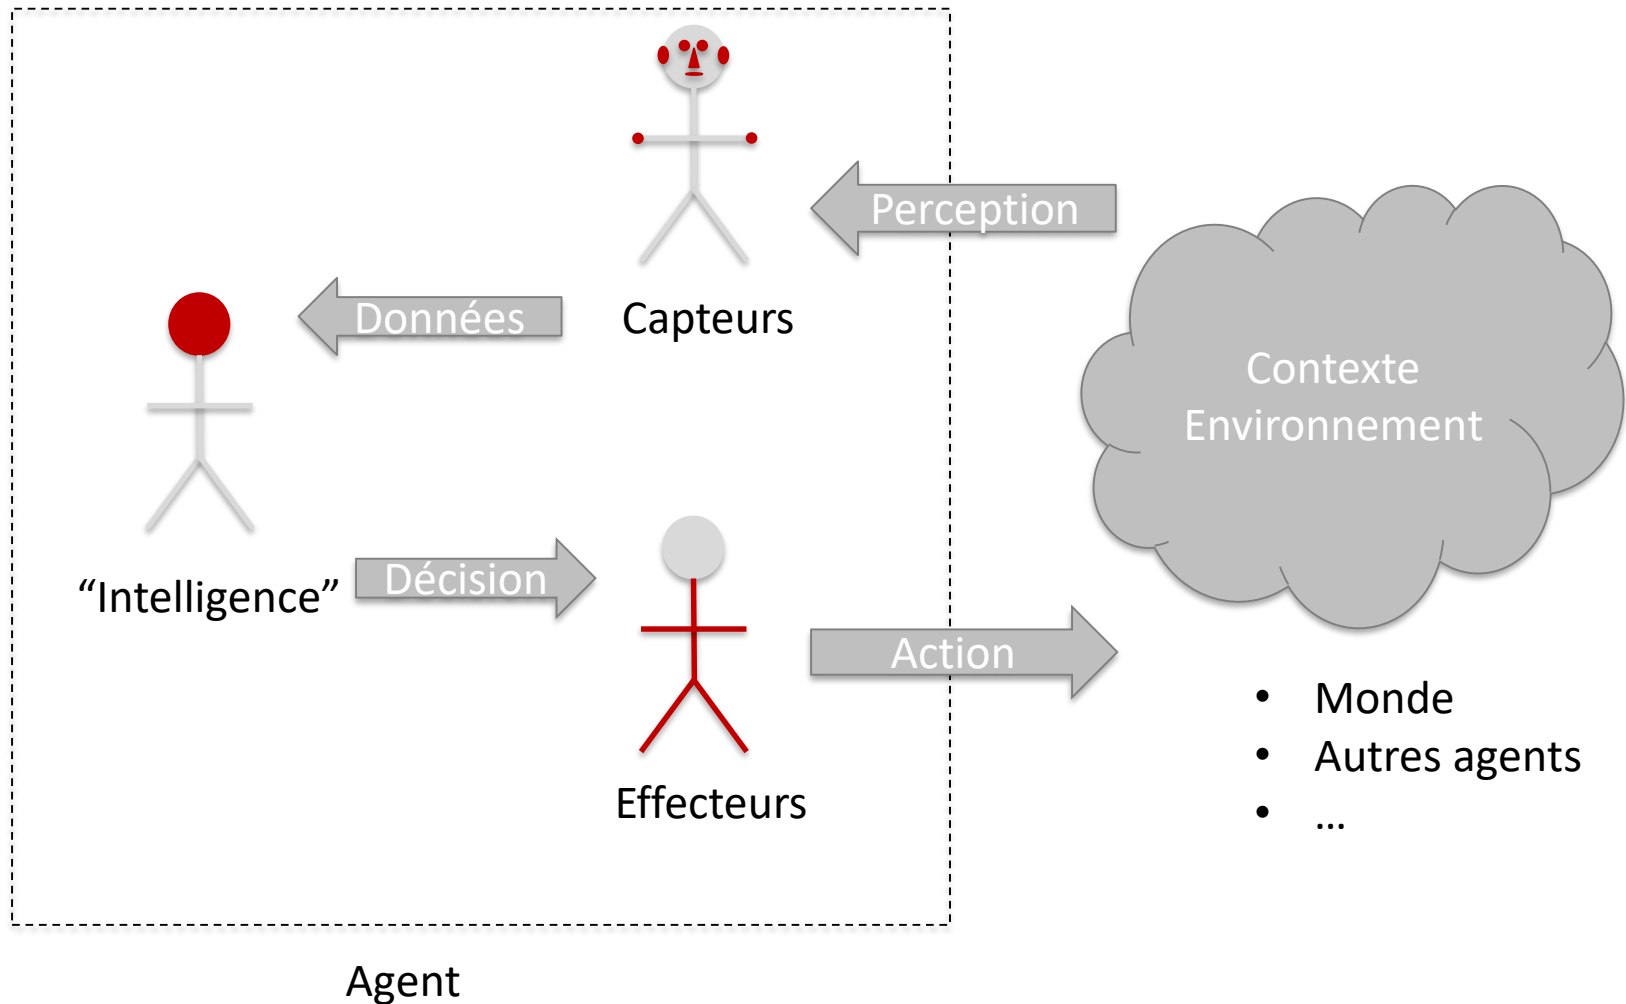 Perception
Données
Capteurs
Contexte
Environnement
“Intelligence”
Décision
Action
Effecteurs
• Monde
• Autres agents
• ...
Agent